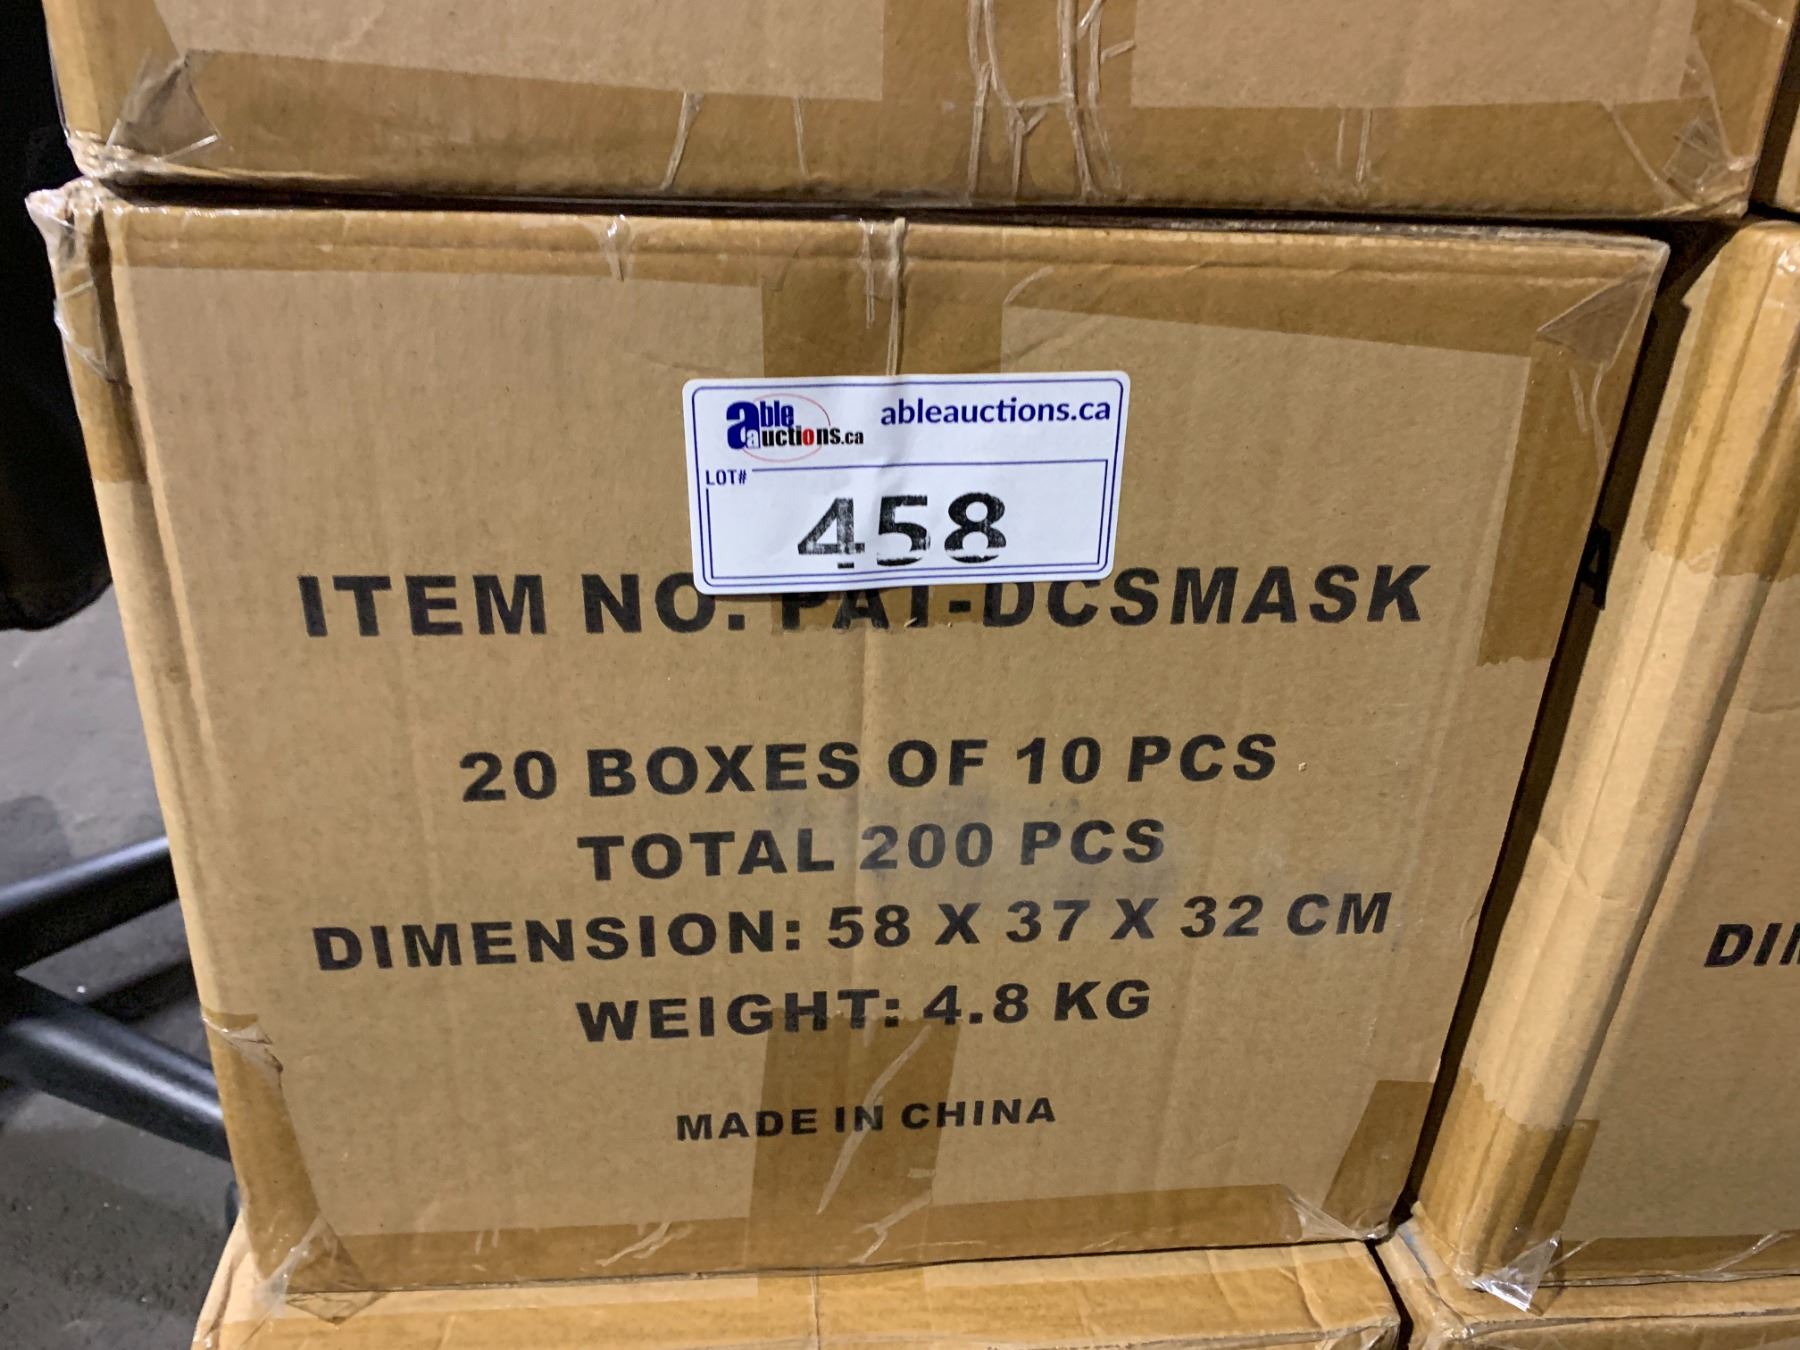 able auctions.ca
ableauctions.ca
LOT#
458
ITEM NO. PAT-DCSMASK
20 BOXES OF 10 PCS
TOTAL 200 PCS
DIMENSION: 58 X 37 X 32 CM
WEIGHT: 4.8 KG
MADE IN CHINA